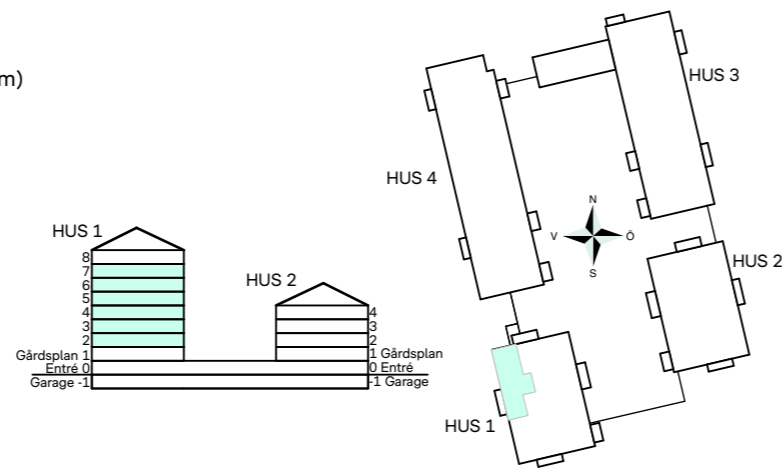 m)
HUS 1
8
7
6
5
4
3
2
Gårdsplan 1
Entré 0
Garage -1
HUS 2
4
3
2
1 Gårdsplan
0 Entré
-1 Garage
HUS 3
HUS 4
N
V
Ö
S
HUS 2
HUS 1